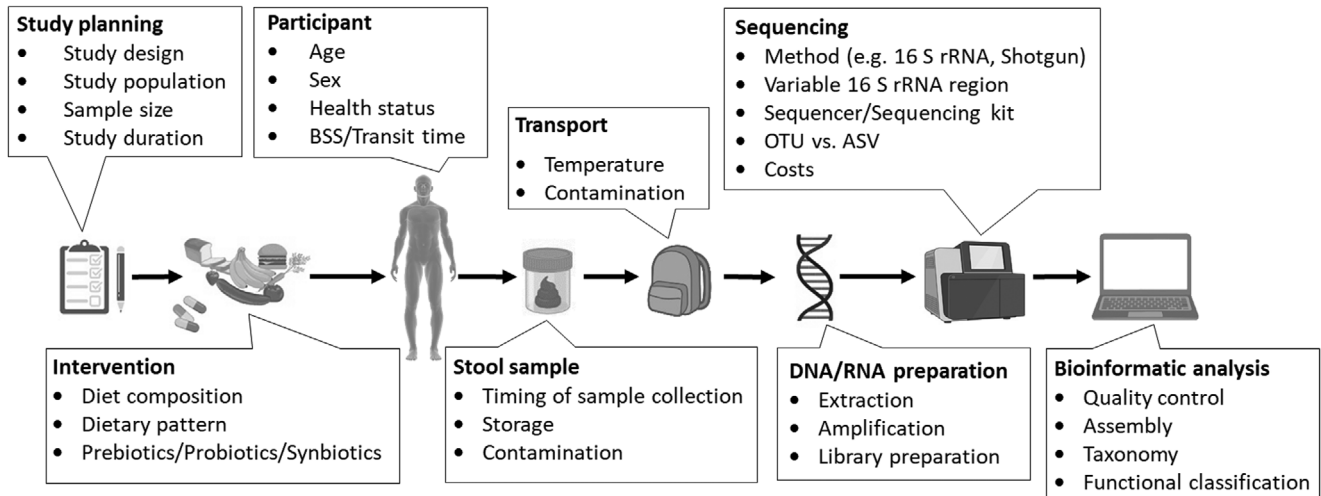 Study planning
• Study design
• Study population
• Sample size
• Study duration
Participant
• Age
• Sex
• Health status
• BSS/Transit time
Transport
• Temperature
• Contamination
Sequencing
• Method (e.g. 16 S rRNA, Shotgun)
• Variable 16 S rRNA region
• Sequencer/Sequencing kit
• OTU vs. ASV
• Costs
Intervention
• Diet composition
• Dietary pattern
• Prebiotics/Probiotics/Synbiotics
Stool sample
• Timing of sample collection
• Storage
• Contamination
DNA/RNA preparation
• Extraction
• Amplification
• Library preparation
Bioinformatic analysis
• Quality control
• Assembly
• Taxonomy
• Functional classification